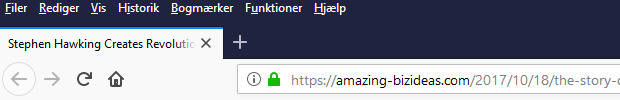 Filer Rediger Vis Historik Bogmærker Funktioner Hjælp
Stephen Hawking Creates Revolutio
https://amazing-bizideas.com/2017/10/18/the-story-